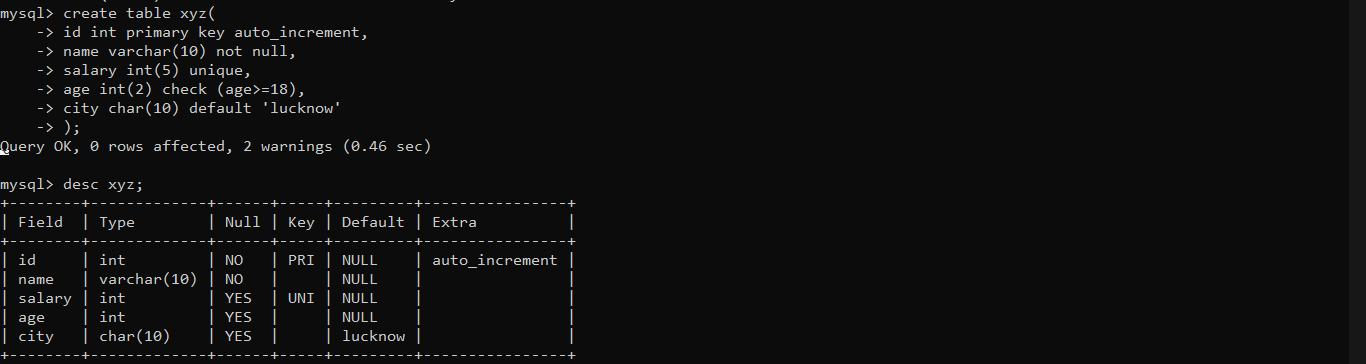 mysql> create table xyz(
    -> id int primary key auto_increment,
    -> name varchar(10) not null,
    -> salary int(5) unique,
    -> age int(2) check (age>=18),
    -> city char(10) default 'lucknow'
    -> );
Query OK, 0 rows affected, 2 warnings (0.46 sec)
mysql> desc xyz;
+--------+-------------+------+-----+---------+----------------+
| Field  | Type        | Null | Key | Default | Extra          |
+--------+-------------+------+-----+---------+----------------+
| id     | int         | NO   | PRI | NULL    | auto_increment |
| name   | varchar(10) | NO   |     | NULL    |                |
| salary | int         | YES  | UNI | NULL    |                |
| age    | int         | YES  |     | NULL    |                |
| city   | char(10)    | YES  |     | lucknow |                |
+--------+-------------+------+-----+---------+----------------+